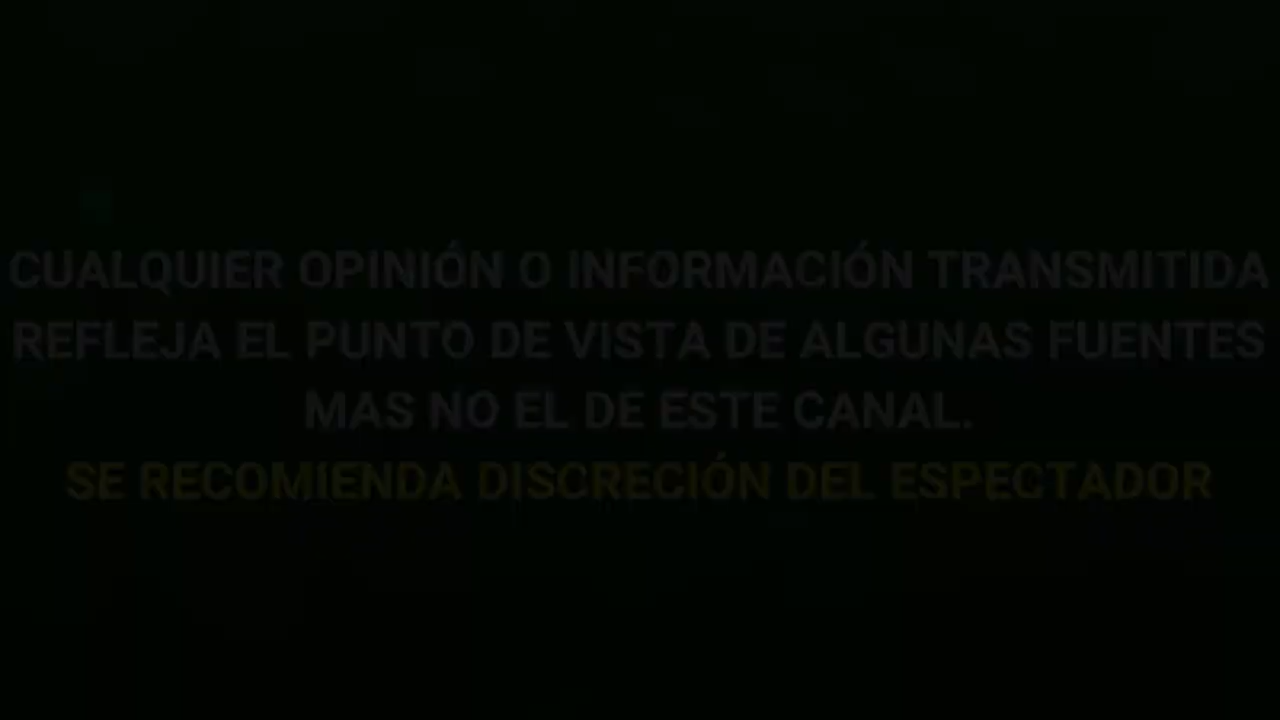 CUALQUIER OPINIÓN O INFORMACIÓN TRANSMITIDA
REFLEJA EL PUNTO DE VISTA DE ALGUNAS FUENTES
MAS NO EL DE ESTE CANAL.
SE RECOMIENDA DISCRECIÓN DEL ESPECTADOR